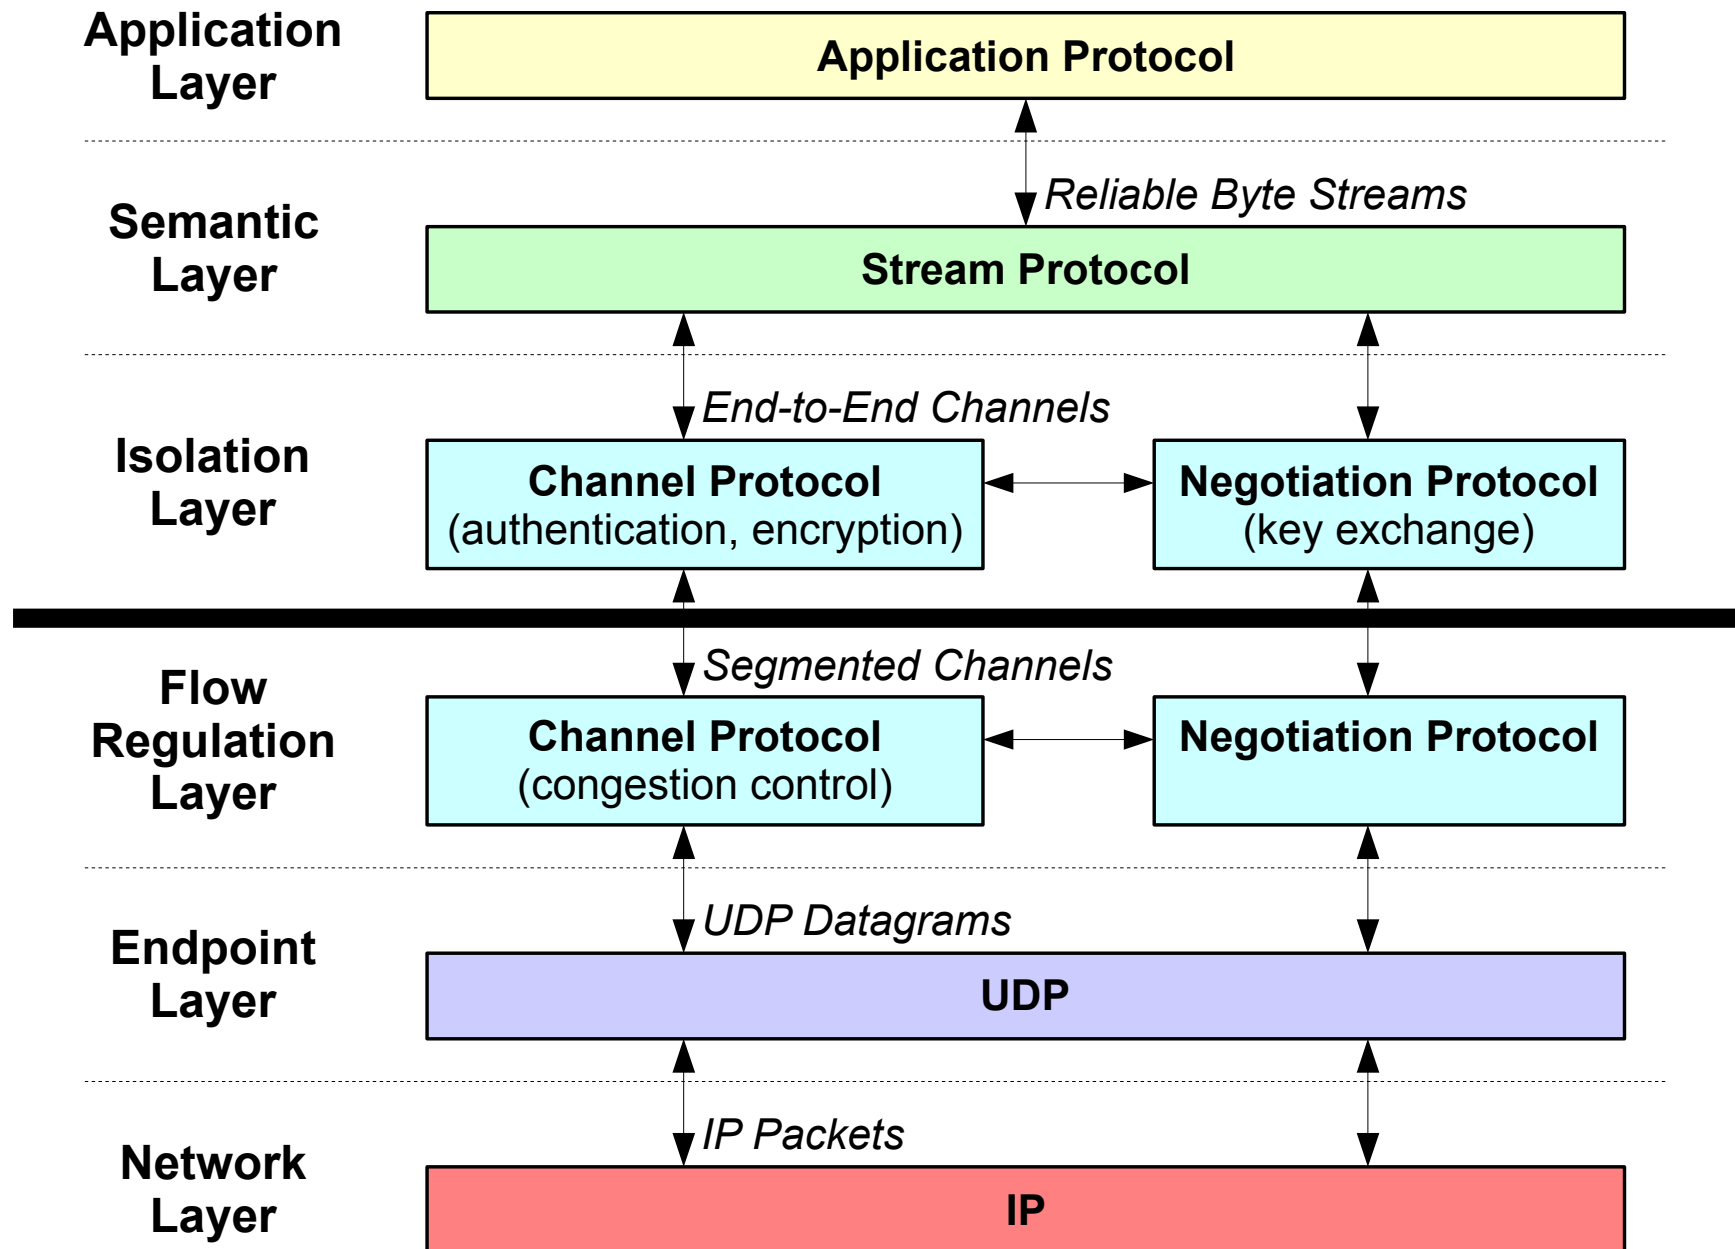 Application
Layer
Application Protocol
Reliable Byte Streams
Semantic
Layer
Stream Protocol
End-to-End Channels
Isolation
Layer
Channel Protocol
(authentication, encryption)
Negotiation Protocol
(key exchange)
Segmented Channels
Flow
Regulation
Layer
Channel Protocol
(congestion control)
Negotiation Protocol
UDP Datagrams
Endpoint
Layer
UDP
IP Packets
Network
Layer
IP